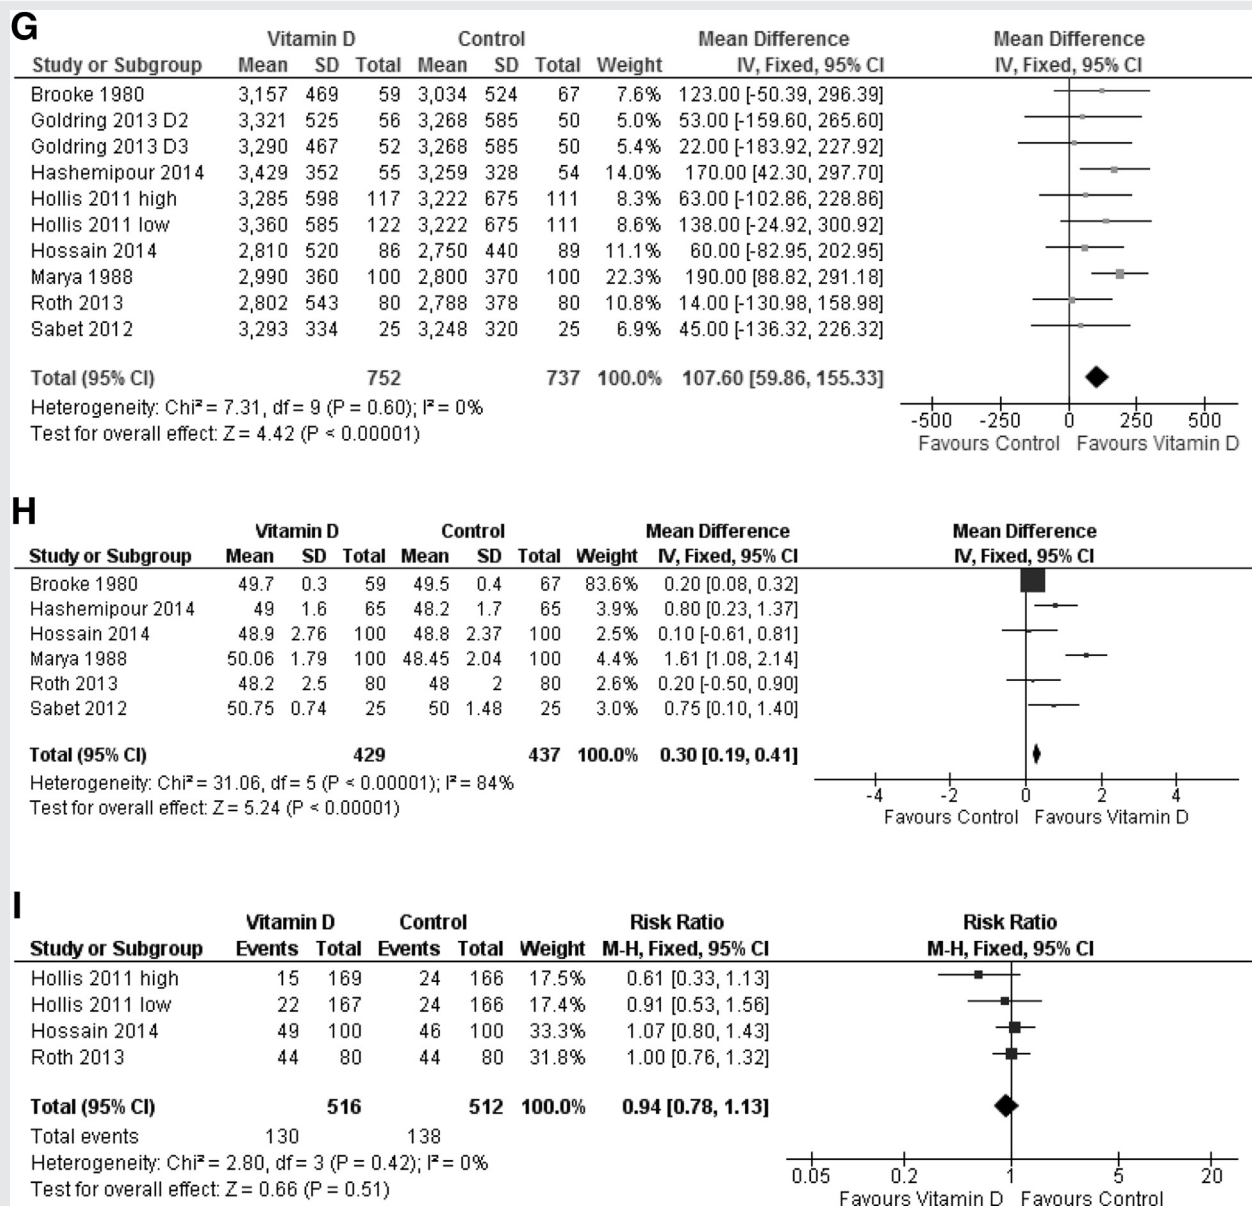 G
Vitamin D Control Mean Difference Mean Difference
Study or Subgroup Mean SD Total Mean SD Total Weight IV, Fixed, 95% CI IV, Fixed, 95% CI
Brooke 1980 3,157 469 59 3,034 524 67 7.6% 123.00 [-50.39, 296.39]
Goldring 2013 D2 3,321 525 56 3,268 585 50 5.0% 53.00 [-159.60, 265.60]
Goldring 2013 D3 3,290 467 52 3,268 585 50 5.4% 22.00 [-183.92, 227.92]
Hashemipour 2014 3,429 352 55 3,259 328 54 14.0% 170.00 [42.30, 297.70]
Hollis 2011 high 3,285 598 117 3,222 675 111 8.3% 63.00 [-102.86, 228.86]
Hollis 2011 low 3,360 585 122 3,222 675 111 8.6% 138.00 [-24.92, 300.92]
Hossain 2014 2,810 520 86 2,750 440 89 11.1% 60.00 [-82.95, 202.95]
Marya 1988 2,990 360 100 2,800 370 100 22.3% 190.00 [88.82, 291.18]
Roth 2013 2,802 543 80 2,788 378 80 10.8% 14.00 [-130.98, 158.98]
Sabet 2012 3,293 334 25 3,248 320 25 6.9% 45.00 [-136.32, 226.32]
Total (95% CI) 752 737 100.0% 107.60 [59.86, 155.33]
Heterogeneity: Chi² = 7.31, df = 9 (P = 0.60); I² = 0%
Test for overall effect: Z = 4.42 (P < 0.00001)
-500 -250 0 250 500
Favours Control Favours Vitamin D
H
Vitamin D Control Mean Difference Mean Difference
Study or Subgroup Mean SD Total Mean SD Total Weight IV, Fixed, 95% CI IV, Fixed, 95% CI
Brooke 1980 49.7 0.3 59 49.5 0.4 67 83.6% 0.20 [0.08, 0.32]
Hashemipour 2014 49 1.6 65 48.2 1.7 65 3.9% 0.80 [0.23, 1.37]
Hossain 2014 48.9 2.76 100 48.8 2.37 100 2.5% 0.10 [-0.61, 0.81]
Marya 1988 50.06 1.79 100 48.45 2.04 100 4.4% 1.61 [1.08, 2.14]
Roth 2013 48.2 2.5 80 48 2 80 2.6% 0.20 [-0.50, 0.90]
Sabet 2012 50.75 0.74 25 50 1.48 25 3.0% 0.75 [0.10, 1.40]
Total (95% CI) 429 437 100.0% 0.30 [0.19, 0.41]
Heterogeneity: Chi² = 31.06, df = 5 (P < 0.00001); I² = 84%
Test for overall effect: Z = 5.24 (P < 0.00001)
-4 -2 0 2 4
Favours Control Favours Vitamin D
I
Vitamin D Control Risk Ratio Risk Ratio
Study or Subgroup Events Total Events Total Weight M-H, Fixed, 95% CI M-H, Fixed, 95% CI
Hollis 2011 high 15 169 24 166 17.5% 0.61 [0.33, 1.13]
Hollis 2011 low 22 167 24 166 17.4% 0.91 [0.53, 1.56]
Hossain 2014 49 100 46 100 33.3% 1.07 [0.80, 1.43]
Roth 2013 44 80 44 80 31.8% 1.00 [0.76, 1.32]
Total (95% CI) 516 512 100.0% 0.94 [0.78, 1.13]
Total events 130 138
Heterogeneity: Chi² = 2.80, df = 3 (P = 0.42); I² = 0%
Test for overall effect: Z = 0.66 (P = 0.51)
0.05 0.2 1 5 20
Favours Vitamin D Favours Control